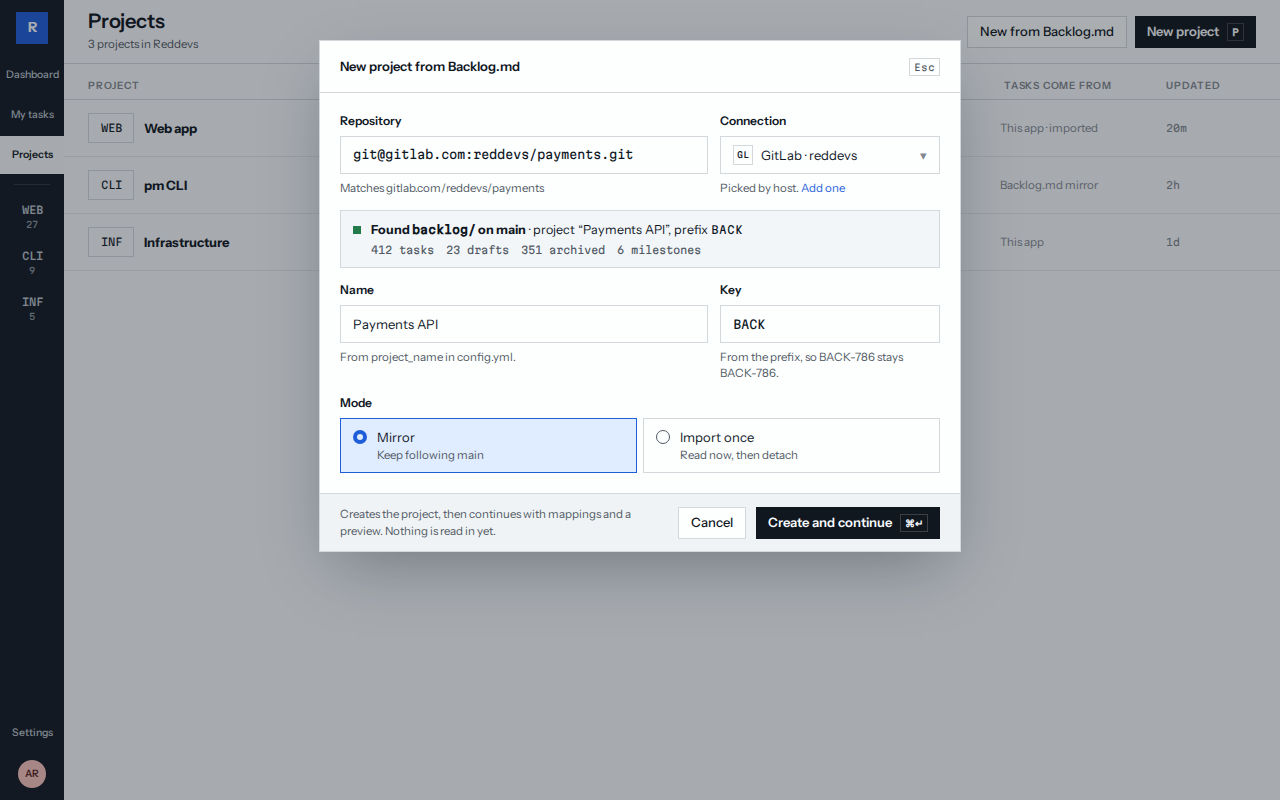 R
Dashboard
My tasks
Projects
WEB
27
CLI
9
INF
5
Settings
AR
Projects
3 projects in Reddevs
New from Backlog.md
New project P
PROJECT
TASKS COME FROM
UPDATED
WEB Web app
This app · imported
20m
CLI pm CLI
Backlog.md mirror
2h
INF Infrastructure
This app
1d
New project from Backlog.md
Esc
Repository
git@gitlab.com:reddevs/payments.git
Matches gitlab.com/reddevs/payments
Connection
GL GitLab · reddevs ▾
Picked by host. Add one
Found backlog/ on main · project “Payments API”, prefix BACK
412 tasks 23 drafts 351 archived 6 milestones
Name
Payments API
From project_name in config.yml.
Key
BACK
From the prefix, so BACK-786 stays
BACK-786.
Mode
Mirror
Keep following main
Import once
Read now, then detach
Creates the project, then continues with mappings and a
preview. Nothing is read in yet.
Cancel
Create and continue ⌘↵